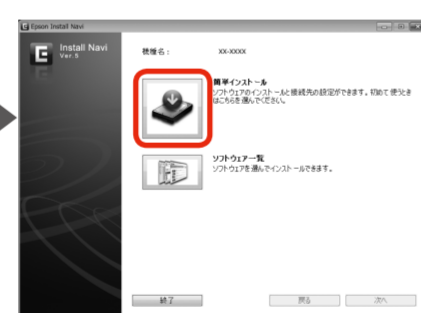 Epson Install Navi
Install Navi
Ver.5
機種名： XX-XXXX
簡単インストール
ソフトウェアのインストールと接続先の設定ができます。初めて使うとき
はこちらを選んでください。
ソフトウェア一覧
ソフトウェアを選んでインストールできます。
終了 戻る 次へ